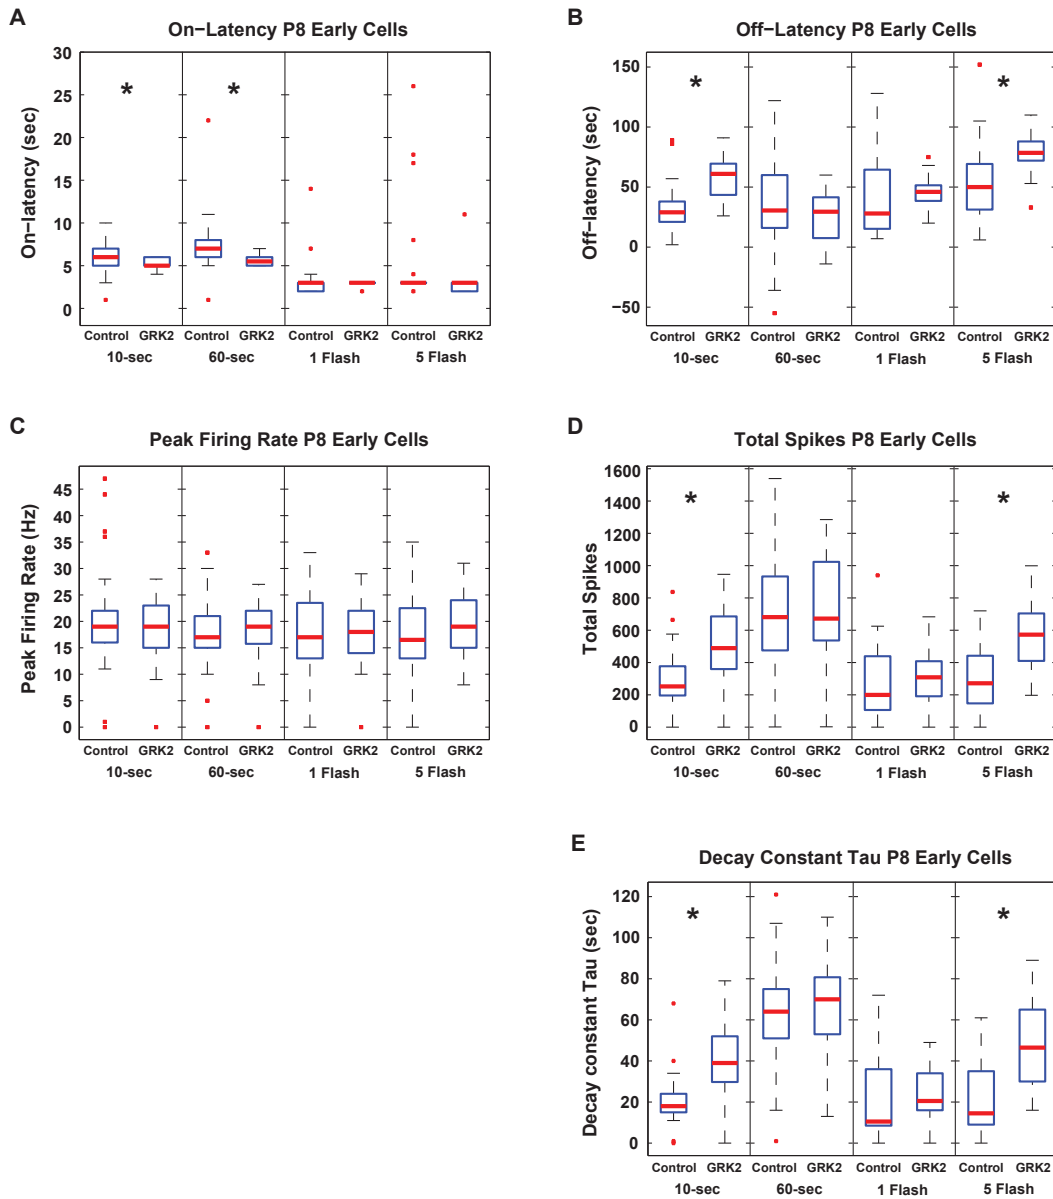 A
On−Latency P8 Early Cells
30
25
20
15
10
5
0
On−latency (sec)
*
*
Control GRK2 Control GRK2 Control GRK2 Control GRK2
10-sec 60-sec 1 Flash 5 Flash
B
Off−Latency P8 Early Cells
150
100
50
0
−50
Off−latency (sec)
*
*
Control GRK2 Control GRK2 Control GRK2 Control GRK2
10-sec 60-sec 1 Flash 5 Flash
C
Peak Firing Rate P8 Early Cells
45
40
35
30
25
20
15
10
5
0
Peak Firing Rate (Hz)
Control GRK2 Control GRK2 Control GRK2 Control GRK2
10-sec 60-sec 1 Flash 5 Flash
D
Total Spikes P8 Early Cells
1600
1400
1200
1000
800
600
400
200
0
Total Spikes
*
*
Control GRK2 Control GRK2 Control GRK2 Control GRK2
10-sec 60-sec 1 Flash 5 Flash
E
Decay Constant Tau P8 Early Cells
120
100
80
60
40
20
0
Decay constant Tau (sec)
*
*
Control GRK2 Control GRK2 Control GRK2 Control GRK2
10-sec 60-sec 1 Flash 5 Flash